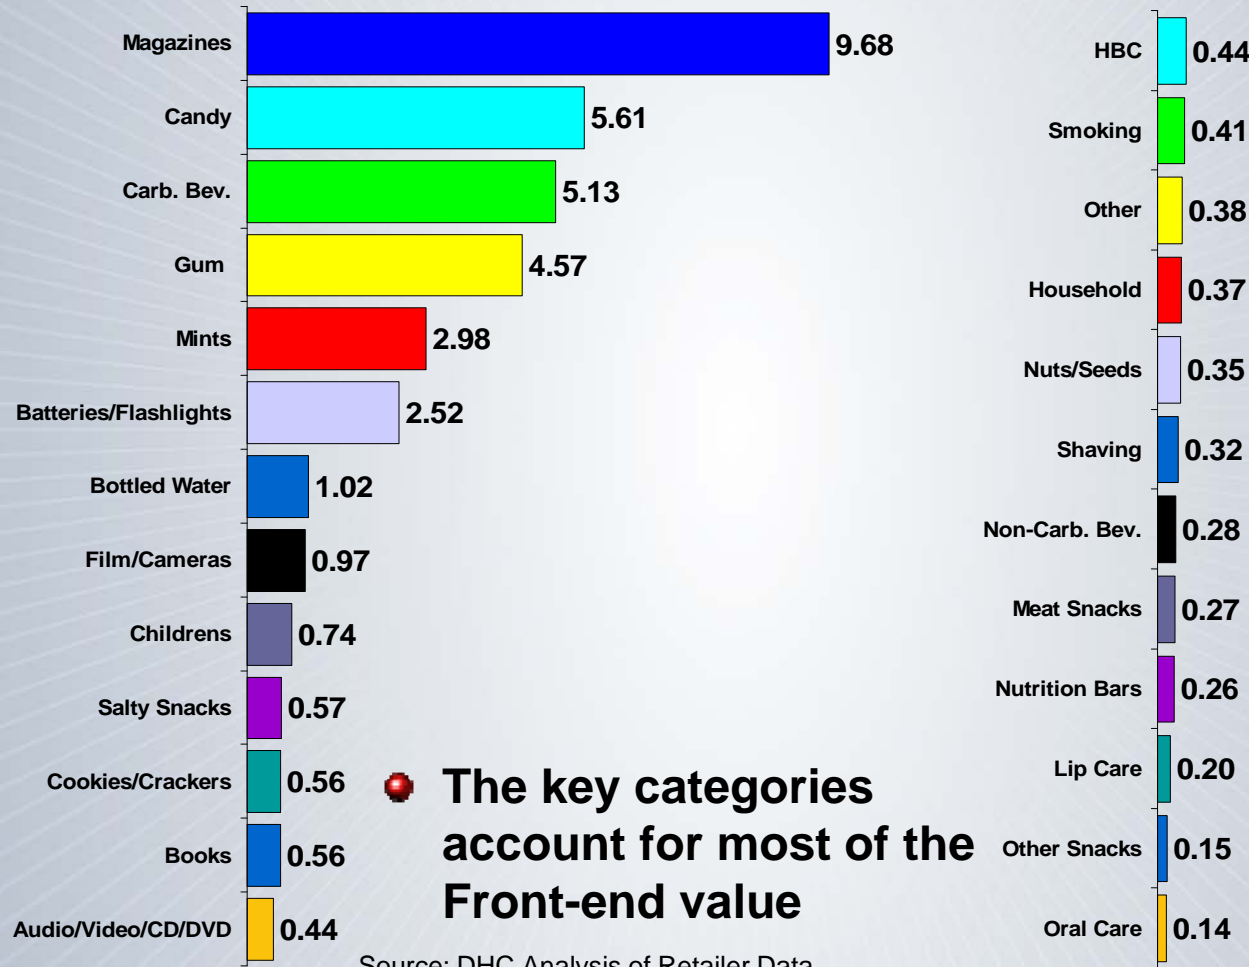 Magazines 9.68
Candy 5.61
Carb. Bev. 5.13
Gum 4.57
Mints 2.98
Batteries/Flashlights 2.52
Bottled Water 1.02
Film/Cameras 0.97
Childrens 0.74
Salty Snacks 0.57
Cookies/Crackers 0.56
Books 0.56
Audio/Video/CD/DVD 0.44
HBC 0.44
Smoking 0.41
Other 0.38
Household 0.37
Nuts/Seeds 0.35
Shaving 0.32
Non-Carb. Bev. 0.28
Meat Snacks 0.27
Nutrition Bars 0.26
Lip Care 0.20
Other Snacks 0.15
Oral Care 0.14
The key categories
account for most of the
Front-end value
Source: DHC Analysis of Retailer Data